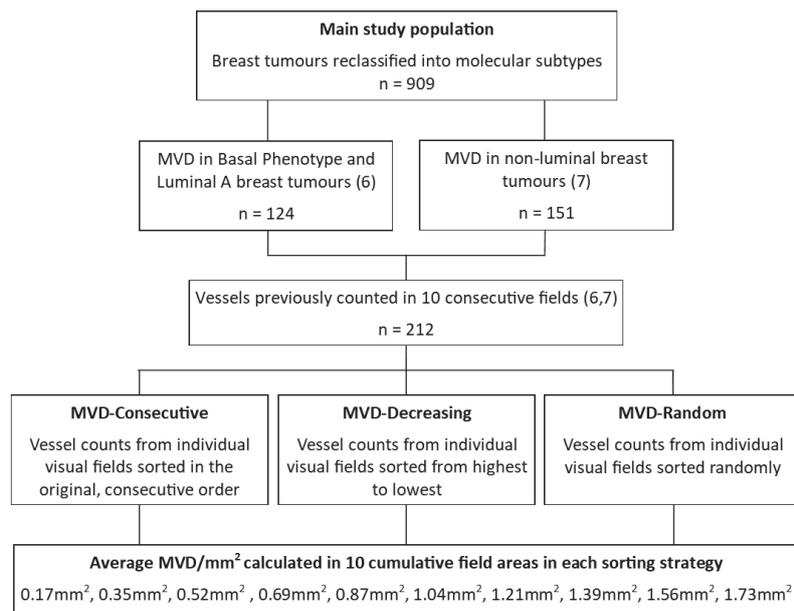 Main study population
Breast tumours reclassified into molecular subtypes
n = 909
MVD in Basal Phenotype and
Luminal A breast tumours (6)
n = 124
MVD in non-luminal breast
tumours (7)
n = 151
Vessels previously counted in 10 consecutive fields (6,7)
n = 212
MVD-Consecutive
Vessel counts from individual
visual fields sorted in the
original, consecutive order
MVD-Decreasing
Vessel counts from individual
visual fields sorted from highest
to lowest
MVD-Random
Vessel counts from individual
visual fields sorted randomly
Average MVD/mm² calculated in 10 cumulative field areas in each sorting strategy
0.17mm², 0.35mm², 0.52mm² , 0.69mm², 0.87mm², 1.04mm², 1.21mm², 1.39mm², 1.56mm², 1.73mm²